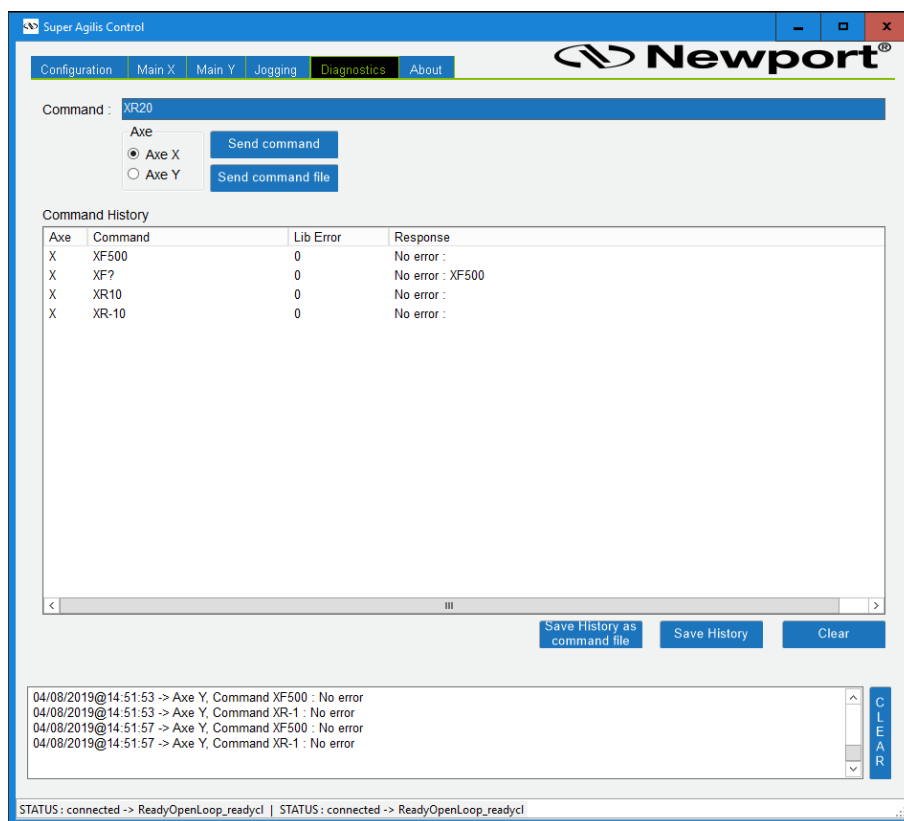 Super Agilis Control
Newport®
Configuration Main X Main Y Jogging Diagnostics About
Command : XR20
Axe
Axe X
Axe Y
Send command
Send command file
Command History
Axe Command Lib Error Response
X XF500 0 No error :
X XF? 0 No error : XF500
X XR10 0 No error :
X XR-10 0 No error :
Save History as
command file
Save History
Clear
04/08/2019@14:51:53 -> Axe Y, Command XF500 : No error
04/08/2019@14:51:53 -> Axe Y, Command XR-1 : No error
04/08/2019@14:51:57 -> Axe Y, Command XF500 : No error
04/08/2019@14:51:57 -> Axe Y, Command XR-1 : No error
CLEAR
STATUS : connected -> ReadyOpenLoop_readycl | STATUS : connected -> ReadyOpenLoop_readycl